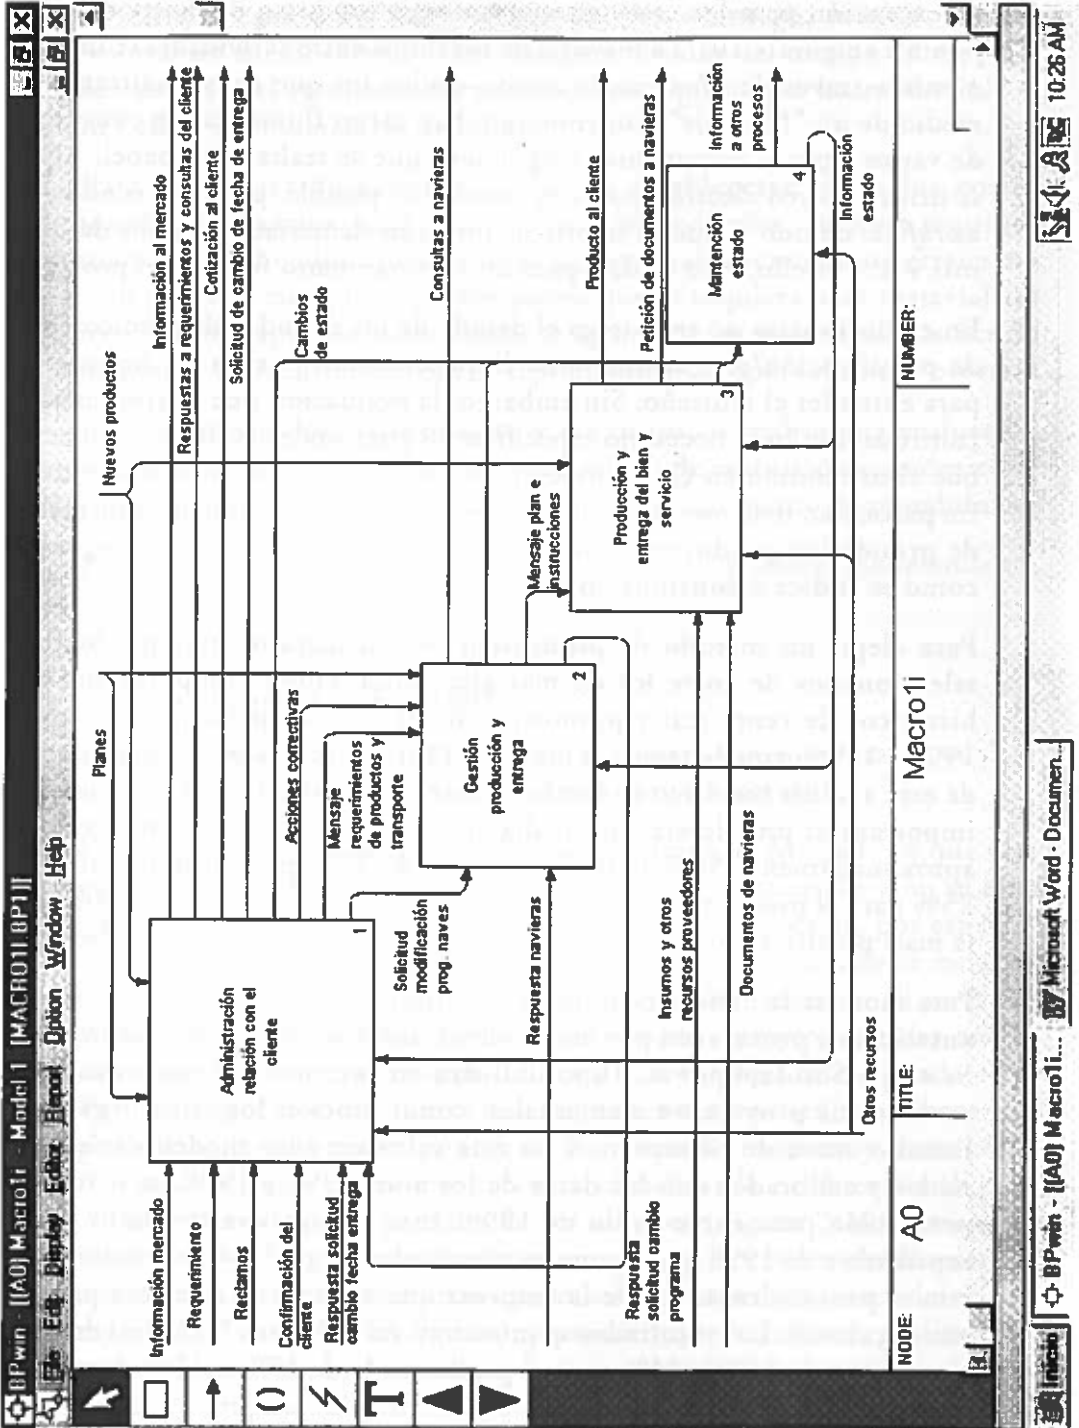 BPwin - [(A0) Macro1i - Model 1 [MACRO1I.BP1]]
File Edit Display Editor Report Option Window Help
Planes
Nuevos productos
Información mercado
Requerimiento
Reclamos
Confirmación del
cliente
Respuesta solicitud
cambio fecha entrega
Administración
relación con el
cliente
1
Información al mercado
Respuestas a requerimientos y consultas del cliente
Cotización al cliente
Solicitud de cambio de fecha de entrega
Cambios
de estado
Acciones correctivas
Mensaje
requerimientos
de productos y
transporte
Solicitud
modificación
prog. naves
Gestión
producción y
entrega
2
Consultas a navieras
Mensaje plan e
instrucciones
Respuesta navieras
Respuesta
solicitud cambio
programa
Insumos y otros
recursos proveedores
Documentos de navieras
Producción y
entrega del bien y
servicio
3
Producto al cliente
Petición de documentos a navieras
Mantención
estado
4
Información
a otros
procesos
Información
estado
Otros recursos
NODE:
A0
TITLE:
Macro1i
NUMBER:
Inicio
BPwin - [(A0) Macro1i...
Microsoft Word - Documen...
10:26 AM